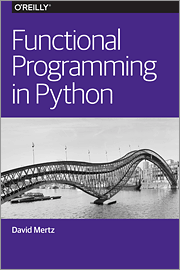 O'REILLY®
Functional
Programming
in Python
David Mertz